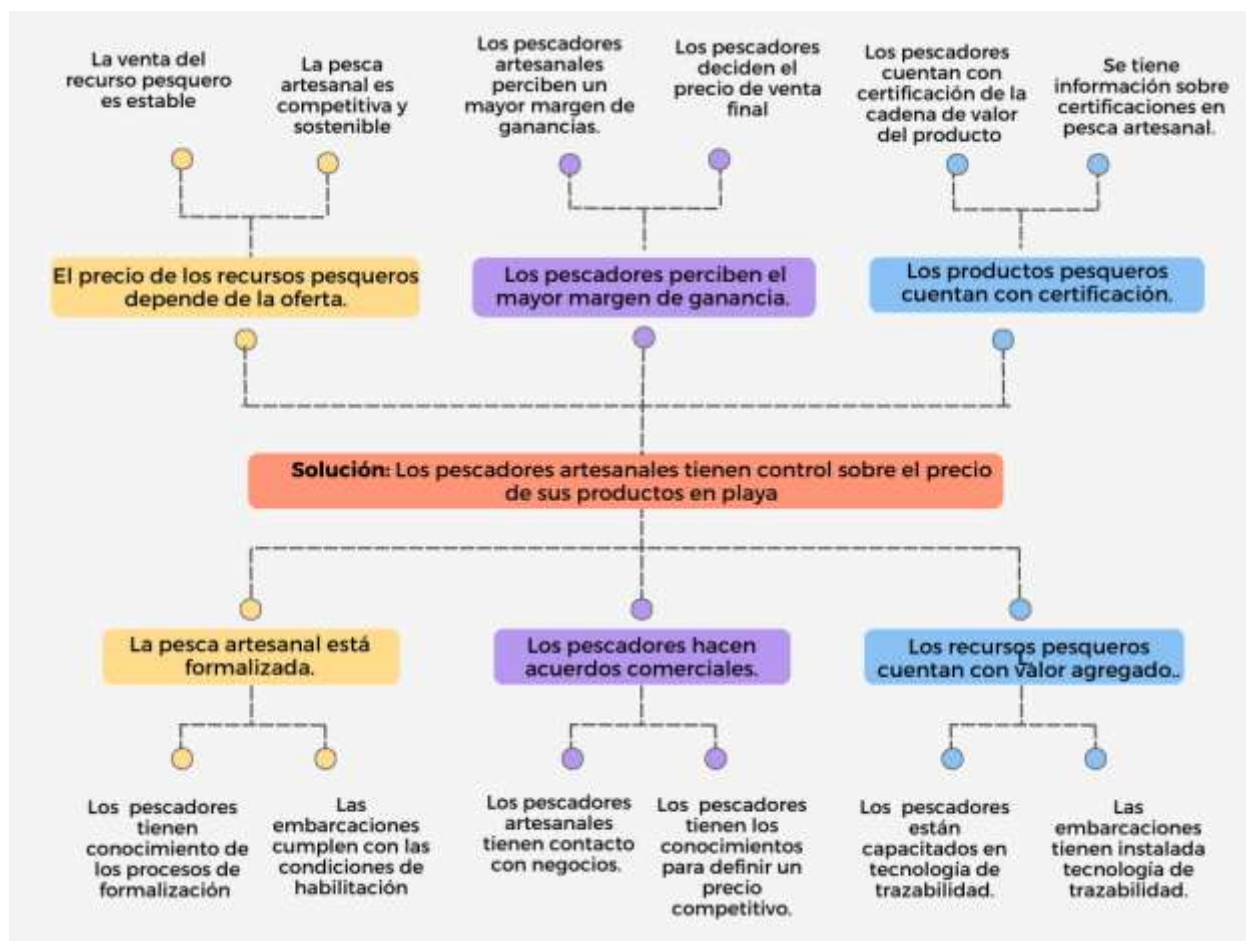 La venta del
recurso pesquero
es estable
La pesca
artesanal es
competitiva y
sostenible
Los pescadores
artesanales
perciben un
mayor margen de
ganancias.
Los pescadores
deciden el
precio de venta
final
Los pescadores
cuentan con
certificación de la
cadena de valor
del producto
Se tiene
información sobre
certificaciones en
pesca artesanal.
El precio de los recursos pesqueros
depende de la oferta.
Los pescadores perciben el
mayor margen de ganancia.
Los productos pesqueros
cuentan con certificación.
Solución: Los pescadores artesanales tienen control sobre el precio
de sus productos en playa
La pesca artesanal está
formalizada.
Los pescadores hacen
acuerdos comerciales.
Los recursos pesqueros
cuentan con valor agregado..
Los pescadores
tienen
conocimiento de
los procesos de
formalización
Las
embarcaciones
cumplen con las
condiciones de
habilitación
Los pescadores
artesanales
tienen contacto
con negocios.
Los pescadores
tienen los
conocimientos
para definir un
precio
competitivo.
Los pescadores
están
capacitados en
tecnología de
trazabilidad.
Las
embarcaciones
tienen instalada
tecnología de
trazabilidad.